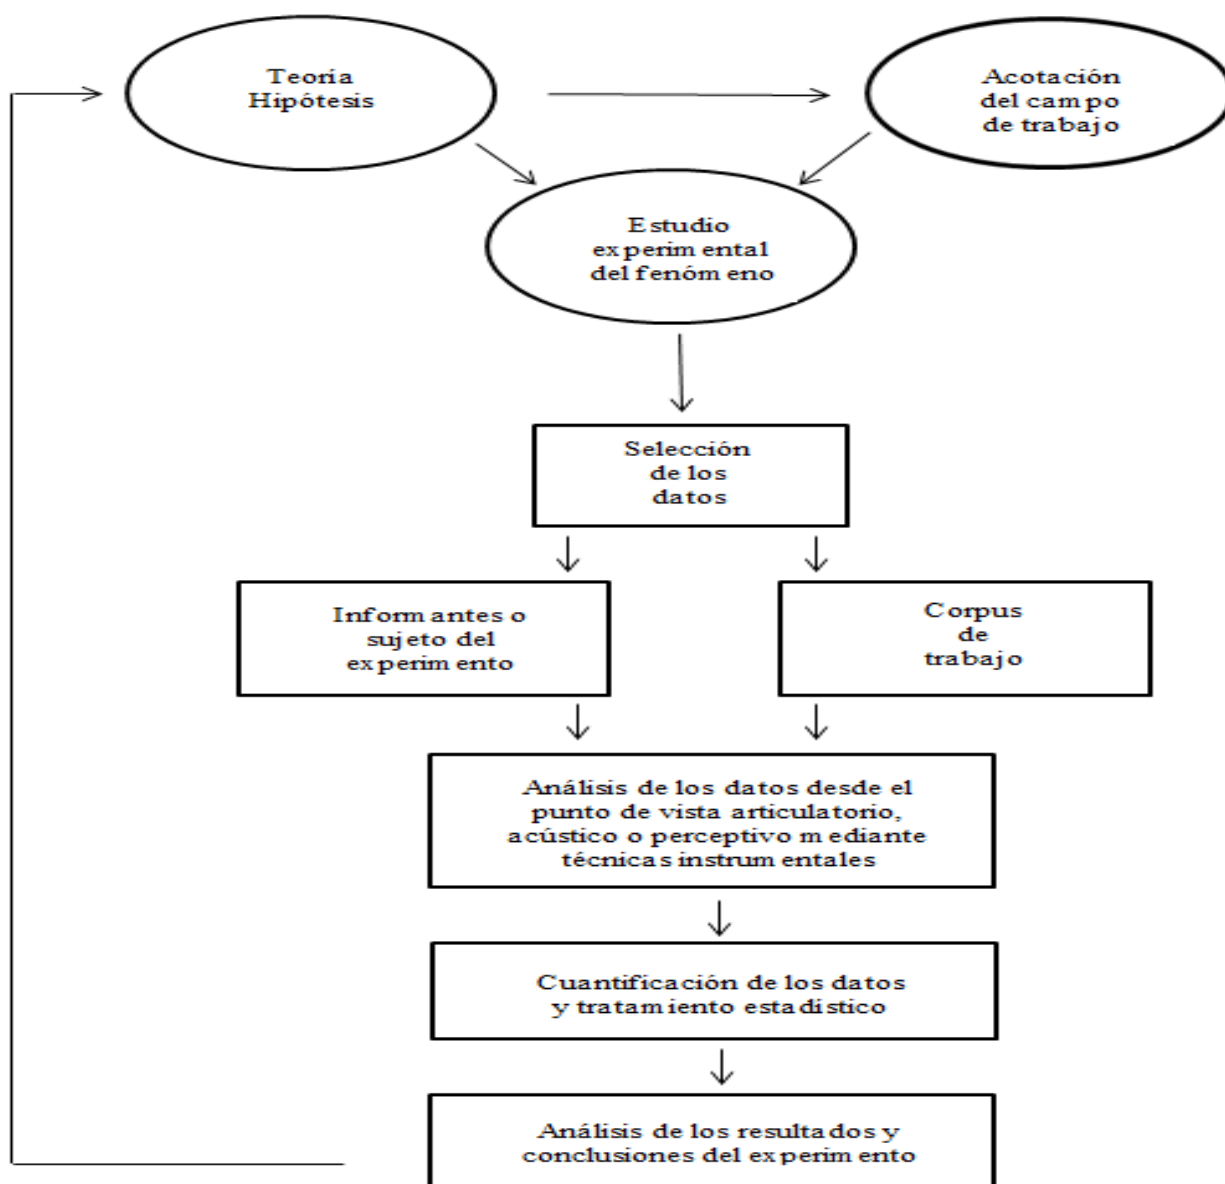 Teoría
Hipótesis
Acotación
del campo
de trabajo
Estudio
experimental
del fenómeno
Selección
de los
datos
Informantes o
sujeto del
experimento
Corpus
de
trabajo
Análisis de los datos desde el
punto de vista articulatorio,
acústico o perceptivo mediante
técnicas instrumentales
Cuantificación de los datos
y tratamiento estadístico
Análisis de los resultados y
conclusiones del experimento